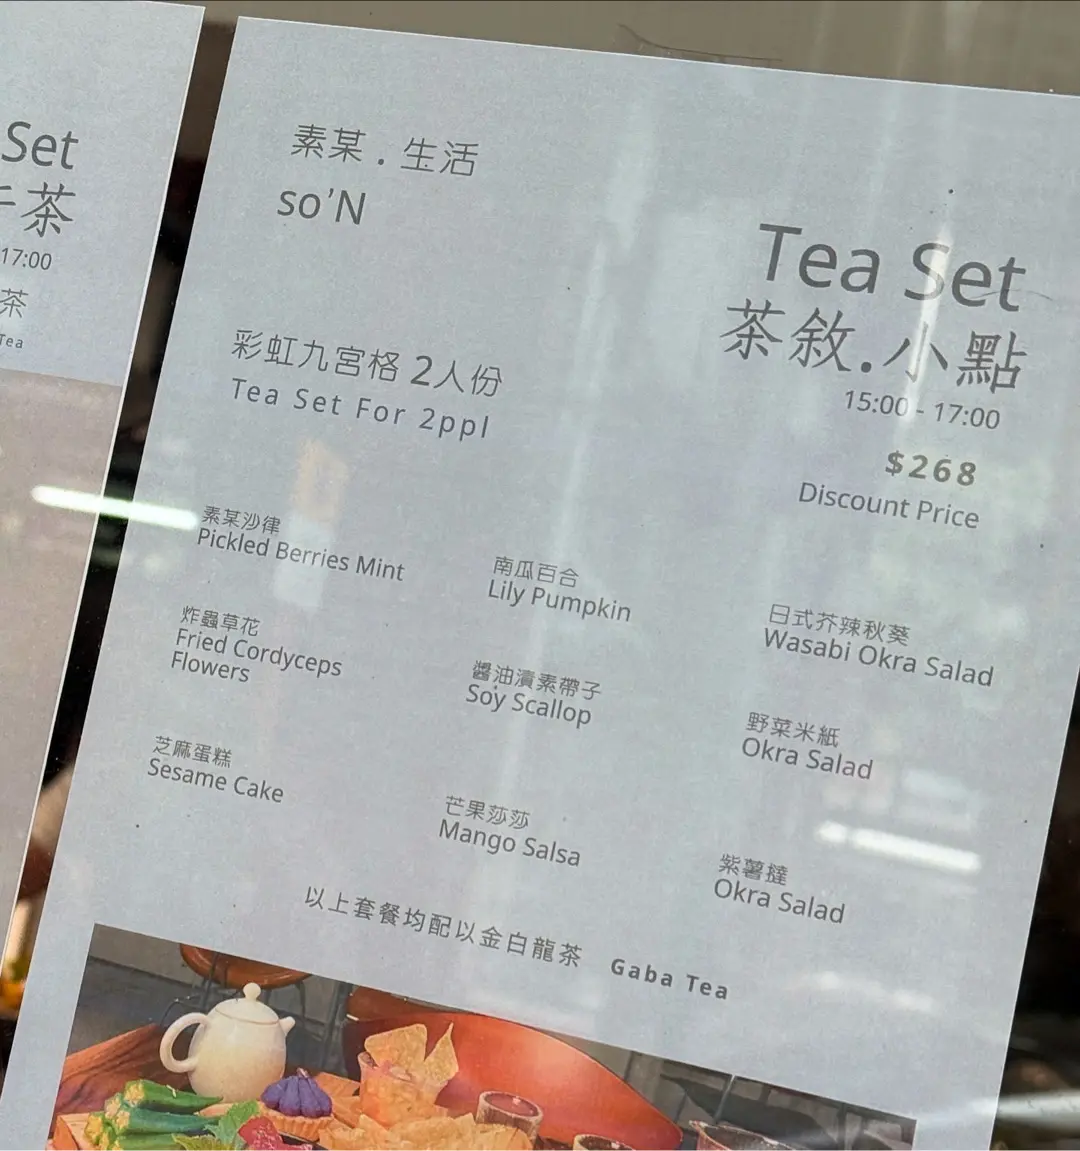 Set
茶
17:00
茶
Tea
素某.生活
so'N
Tea Set
茶敘.小點
15:00 - 17:00
$268
Discount Price
彩虹九宮格 2人份
Tea Set For 2ppl
素某沙律
Pickled Berries Mint
南瓜百合
Lily Pumpkin
日式芥辣秋葵
Wasabi Okra Salad
炸蟲草花
Fried Cordyceps
Flowers
醬油漬素帶子
Soy Scallop
野菜米紙
Okra Salad
芝麻蛋糕
Sesame Cake
芒果莎莎
Mango Salsa
紫薯撻
Okra Salad
以上套餐均配以金白龍茶 Gaba Tea